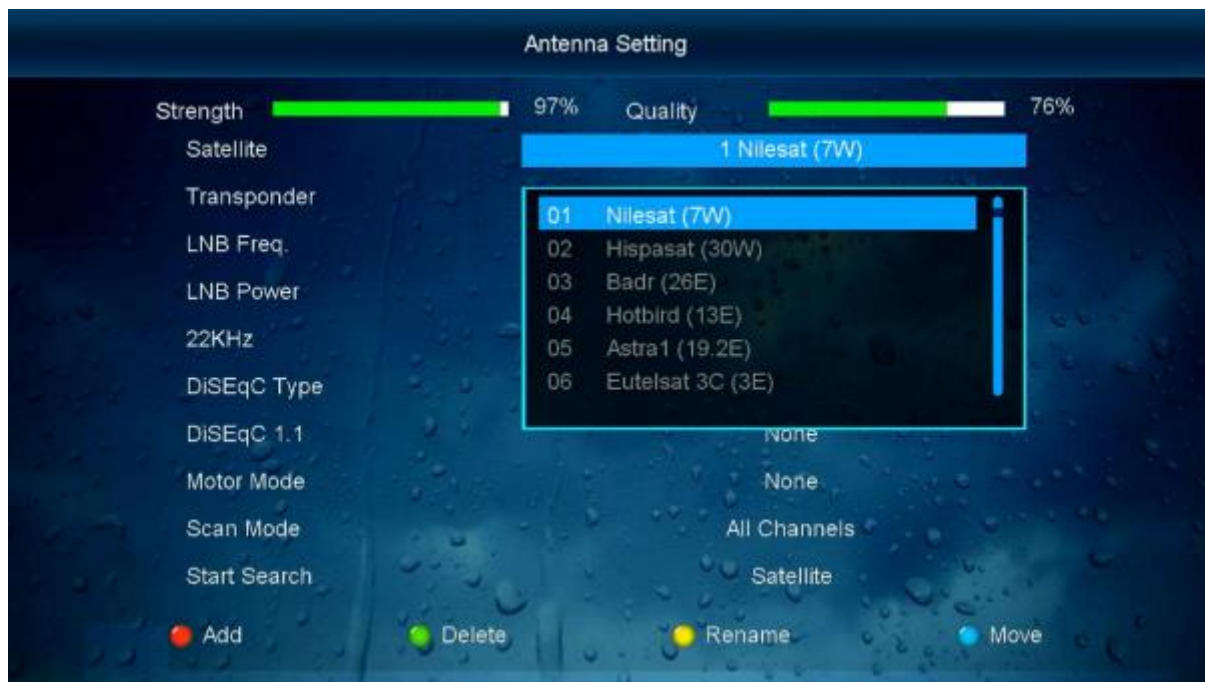 Antenna Setting
Strength 97% Quality 76%
Satellite 1 Nilesat (7W)
Transponder
01 Nilesat (7W)
LNB Freq. 02 Hispasat (30W)
03 Badr (26E)
LNB Power
04 Hotbird (13E)
22KHz
05 Astra1 (19.2E)
DiSEqC Type 06 Eutelsat 3C (3E)
DiSEqC 1.1 None
Motor Mode None
Scan Mode All Channels
Start Search Satellite
Add Delete Rename Move